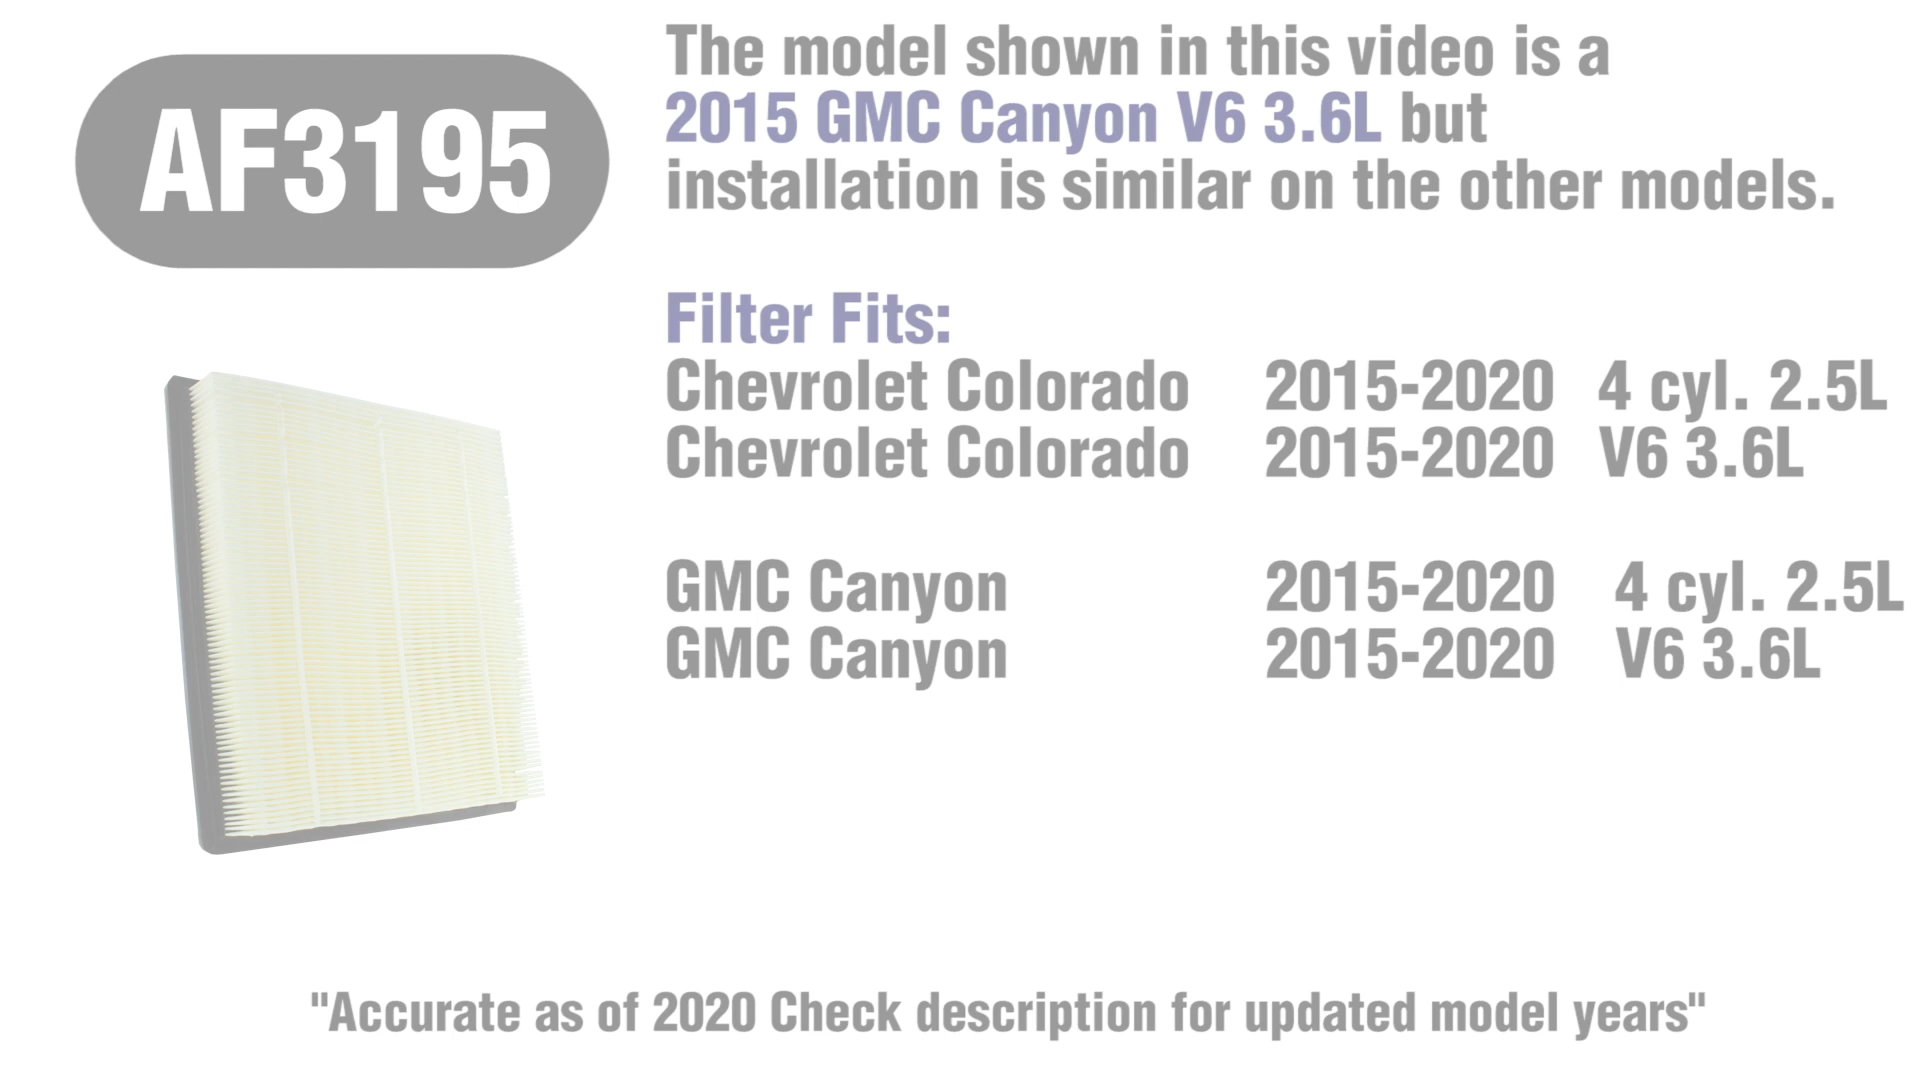 AF3195
The model shown in this video is a
2015 GMC Canyon V6 3.6L but
installation is similar on the other models.
Filter Fits:
Chevrolet Colorado 2015-2020 4 cyl. 2.5L
Chevrolet Colorado 2015-2020 V6 3.6L
GMC Canyon 2015-2020 4 cyl. 2.5L
GMC Canyon 2015-2020 V6 3.6L
"Accurate as of 2020 Check description for updated model years"